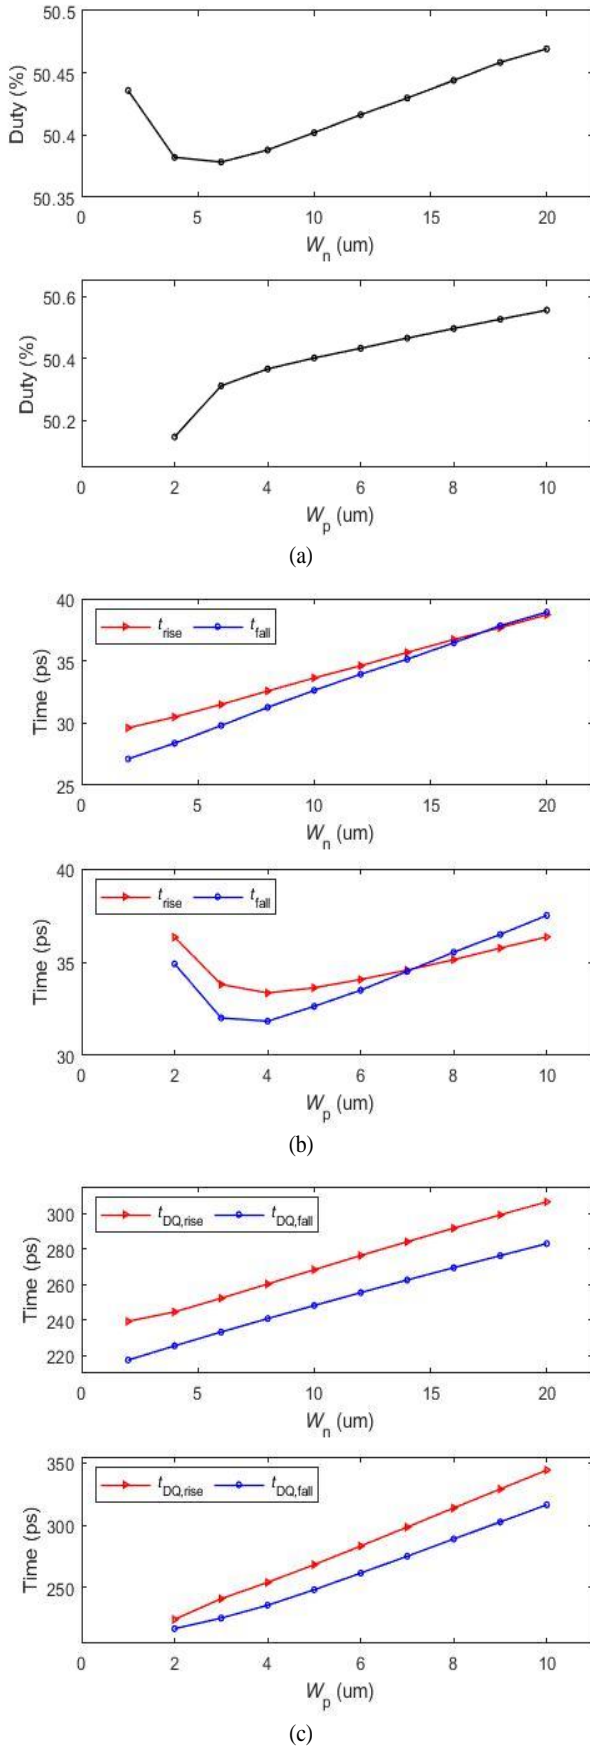 50.5
50.45
50.4
50.35
Duty (%)
0 5 10 15 20
Wn (um)
50.6
50.4
50.2
Duty (%)
0 2 4 6 8 10
Wp (um)
(a)
40
35
30
25
Time (ps)
trise tfall
0 5 10 15 20
Wn (um)
40
35
30
Time (ps)
trise tfall
0 2 4 6 8 10
Wp (um)
(b)
300
280
260
240
220
Time (ps)
tDQ,rise tDQ,fall
0 5 10 15 20
Wn (um)
350
300
250
Time (ps)
tDQ,rise tDQ,fall
0 2 4 6 8 10
Wp (um)
(c)